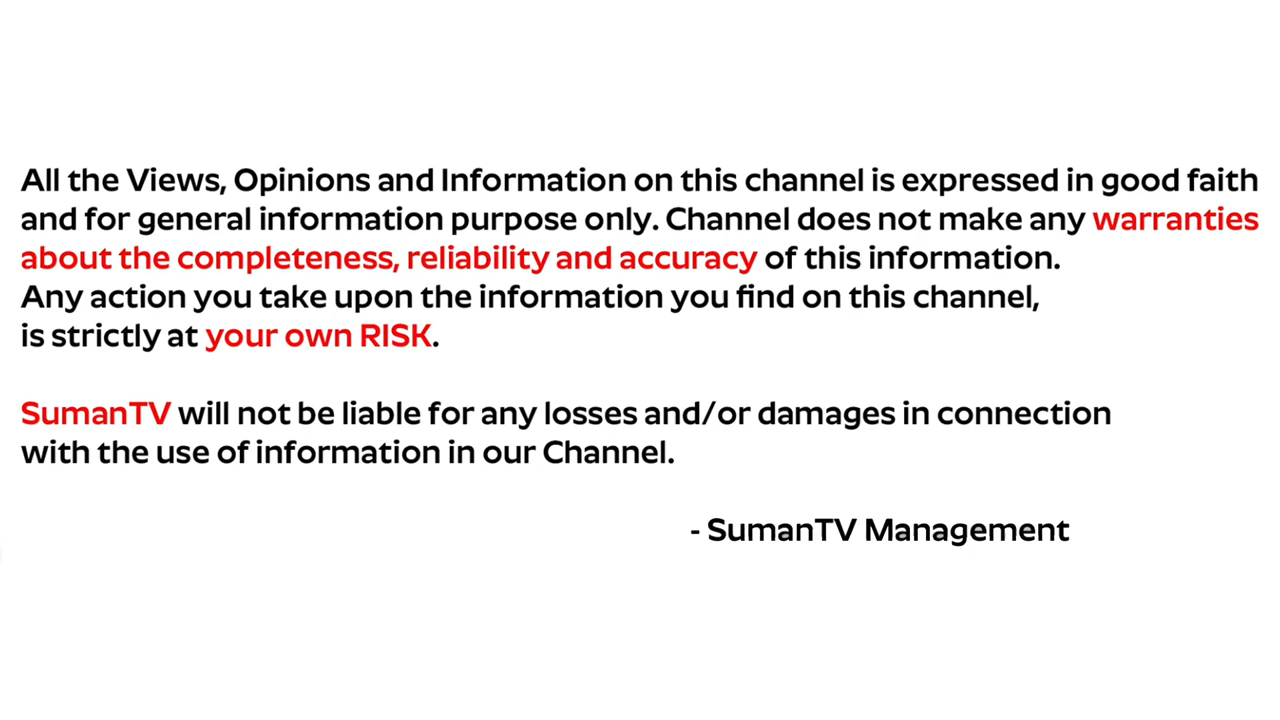 All the Views, Opinions and Information on this channel is expressed in good faith
and for general information purpose only. Channel does not make any warranties
about the completeness, reliability and accuracy of this information.
Any action you take upon the information you find on this channel,
is strictly at your own RISK.
SumanTV will not be liable for any losses and/or damages in connection
with the use of information in our Channel.
- SumanTV Management